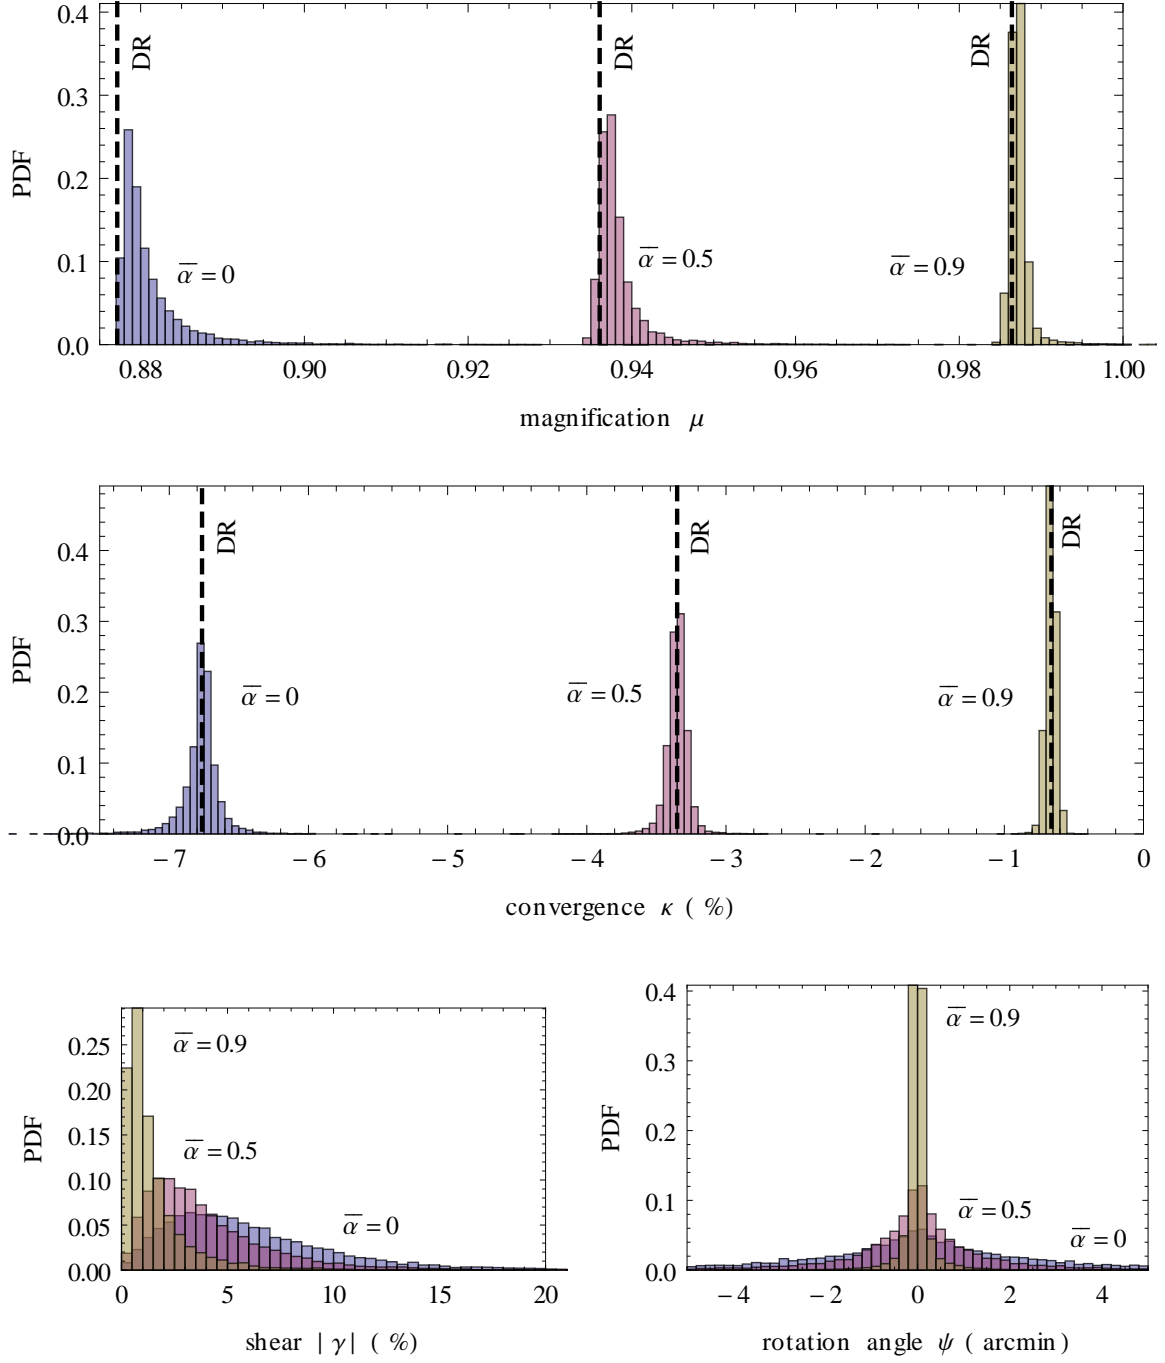 0.4
0.3
0.2
0.1
0.0
PDF
DR
DR
DR
α̅ = 0
α̅ = 0.5
α̅ = 0.9
0.88 0.90 0.92 0.94 0.96 0.98 1.00
magnification μ
0.4
0.3
0.2
0.1
0.0
PDF
DR
DR
DR
α̅ = 0
α̅ = 0.5
α̅ = 0.9
−7 −6 −5 −4 −3 −2 −1 0
convergence κ ( %)
0.25
0.20
0.15
0.10
0.05
0.00
PDF
α̅ = 0.9
α̅ = 0.5
α̅ = 0
0 5 10 15 20
shear |γ| ( %)
0.4
0.3
0.2
0.1
0.0
PDF
α̅ = 0.9
α̅ = 0.5
α̅ = 0
−4 −2 0 2 4
rotation angle ψ ( arcmin)